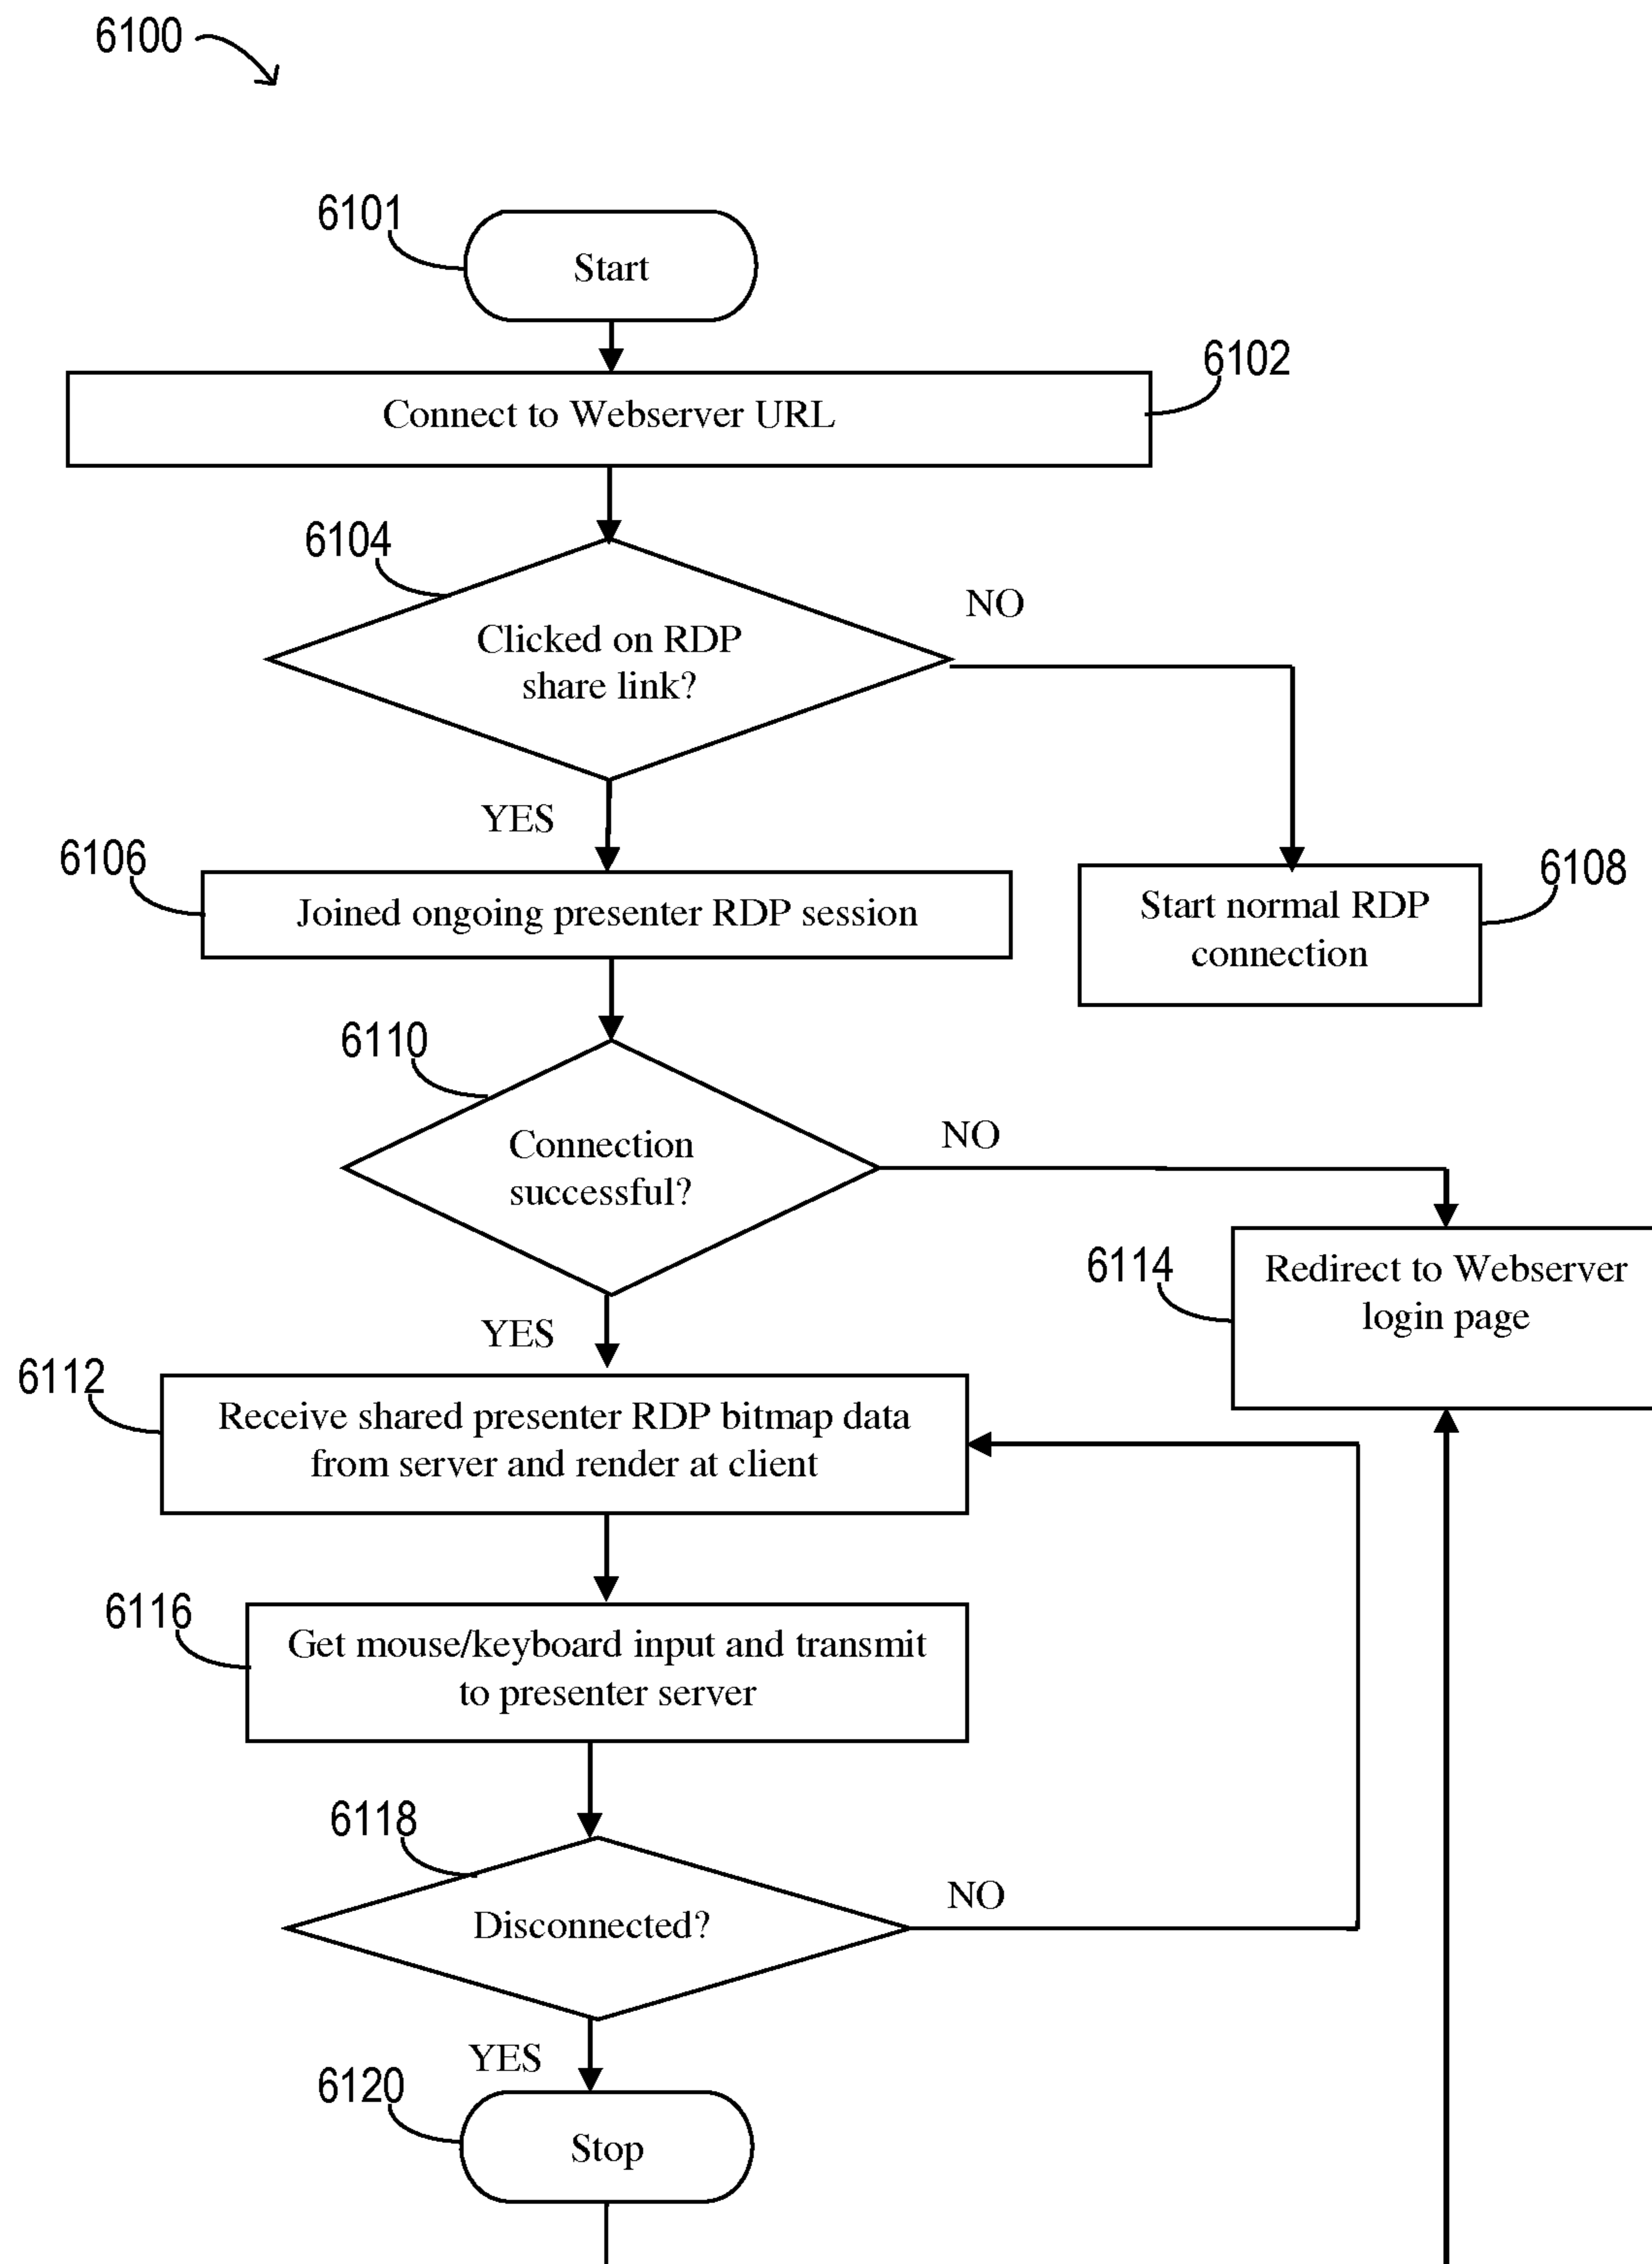 6100
6101
Start
6102
Connect to Webserver URL
6104
NO
Clicked on RDP
share link?
YES
6106
Joined ongoing presenter RDP session
6108
Start normal RDP
connection
6110
NO
Connection
successful?
6114
Redirect to Webserver
login page
YES
6112
Receive shared presenter RDP bitmap data
from server and render at client
6116
Get mouse/keyboard input and transmit
to presenter server
6118
NO
Disconnected?
YES
6120
Stop